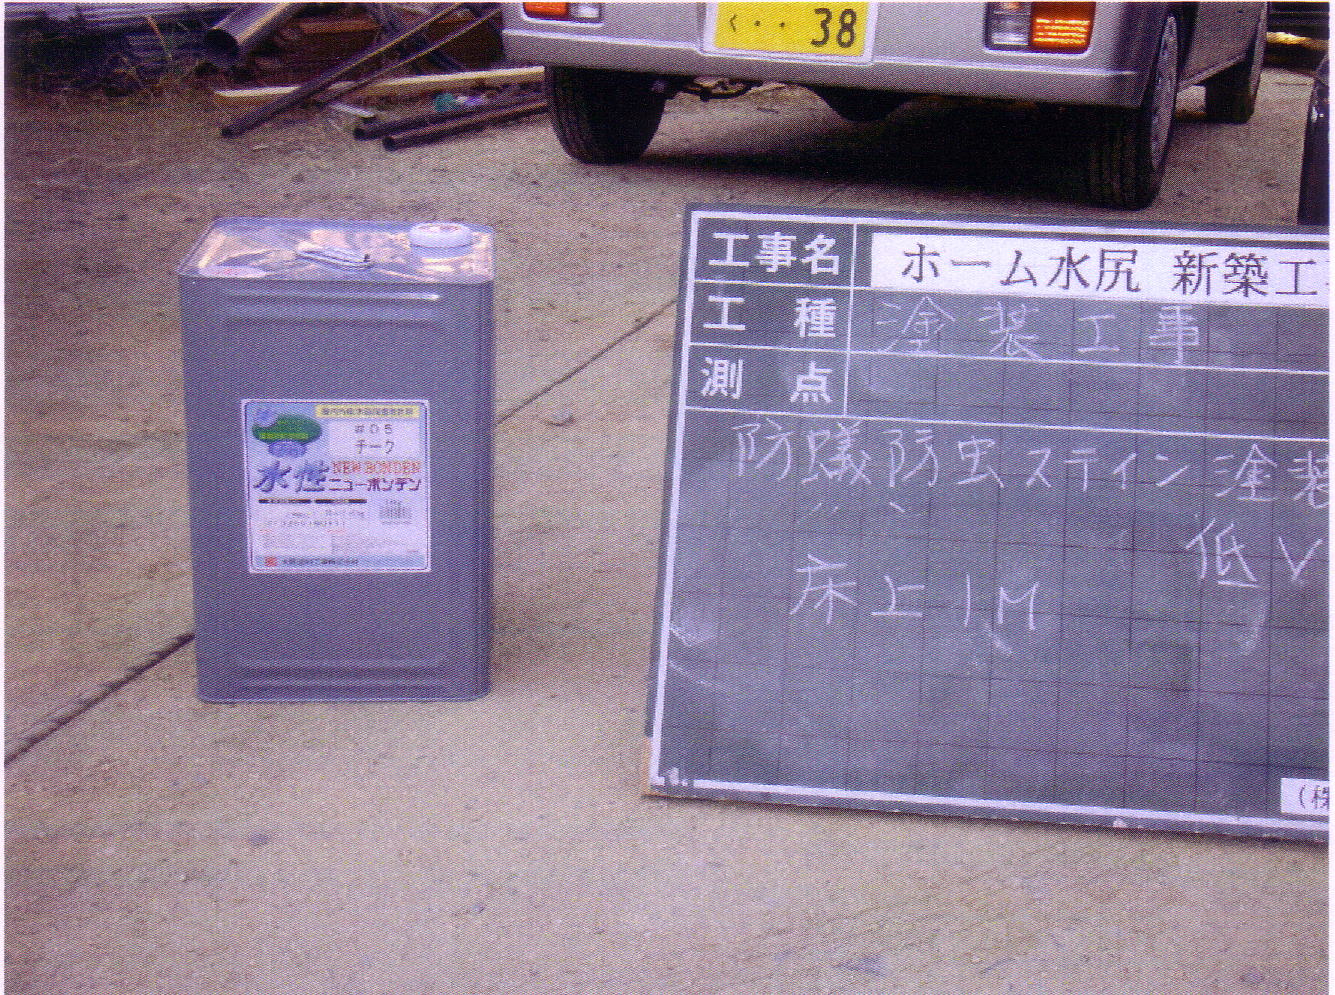 く・・38
工事名 ホーム水尻 新築工
工種 塗装工事
測点
防蟻防虫ステイン塗装
低V
床上1M
(株
#05
チーク
水性 NEW BONDEN
ニューボンデン